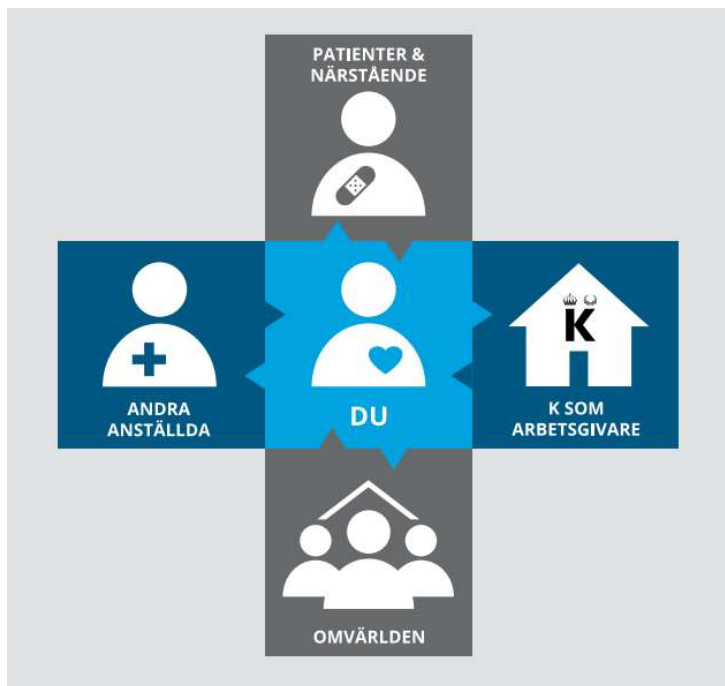 PATIENTER &
NÄRSTÅENDE
K
ANDRA
ANSTÄLLDA
DU
K SOM
ARBETSGIVARE
OMVÄRLDEN